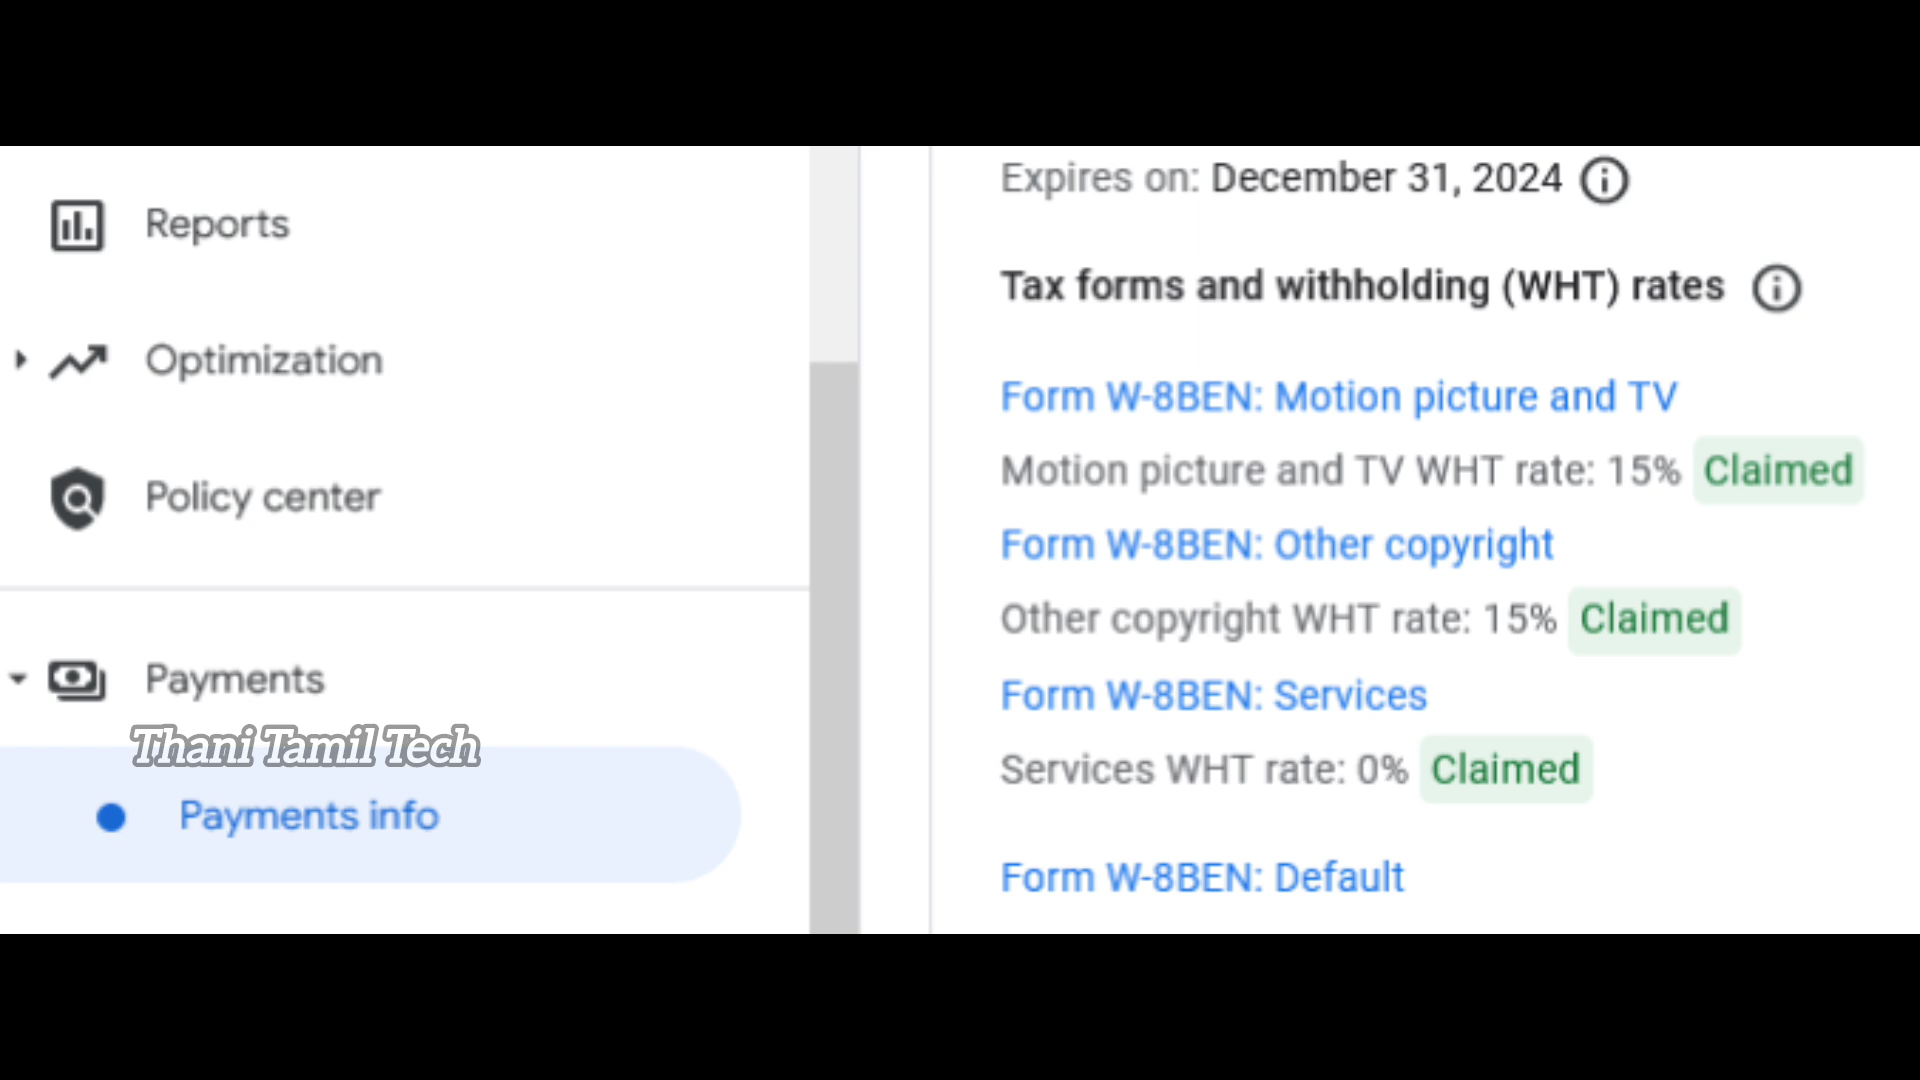 Reports
Optimization
Policy center
Payments
Thani Tamil Tech
Payments info
Expires on: December 31, 2024
Tax forms and withholding (WHT) rates
Form W-8BEN: Motion picture and TV
Motion picture and TV WHT rate: 15% Claimed
Form W-8BEN: Other copyright
Other copyright WHT rate: 15% Claimed
Form W-8BEN: Services
Services WHT rate: 0% Claimed
Form W-8BEN: Default